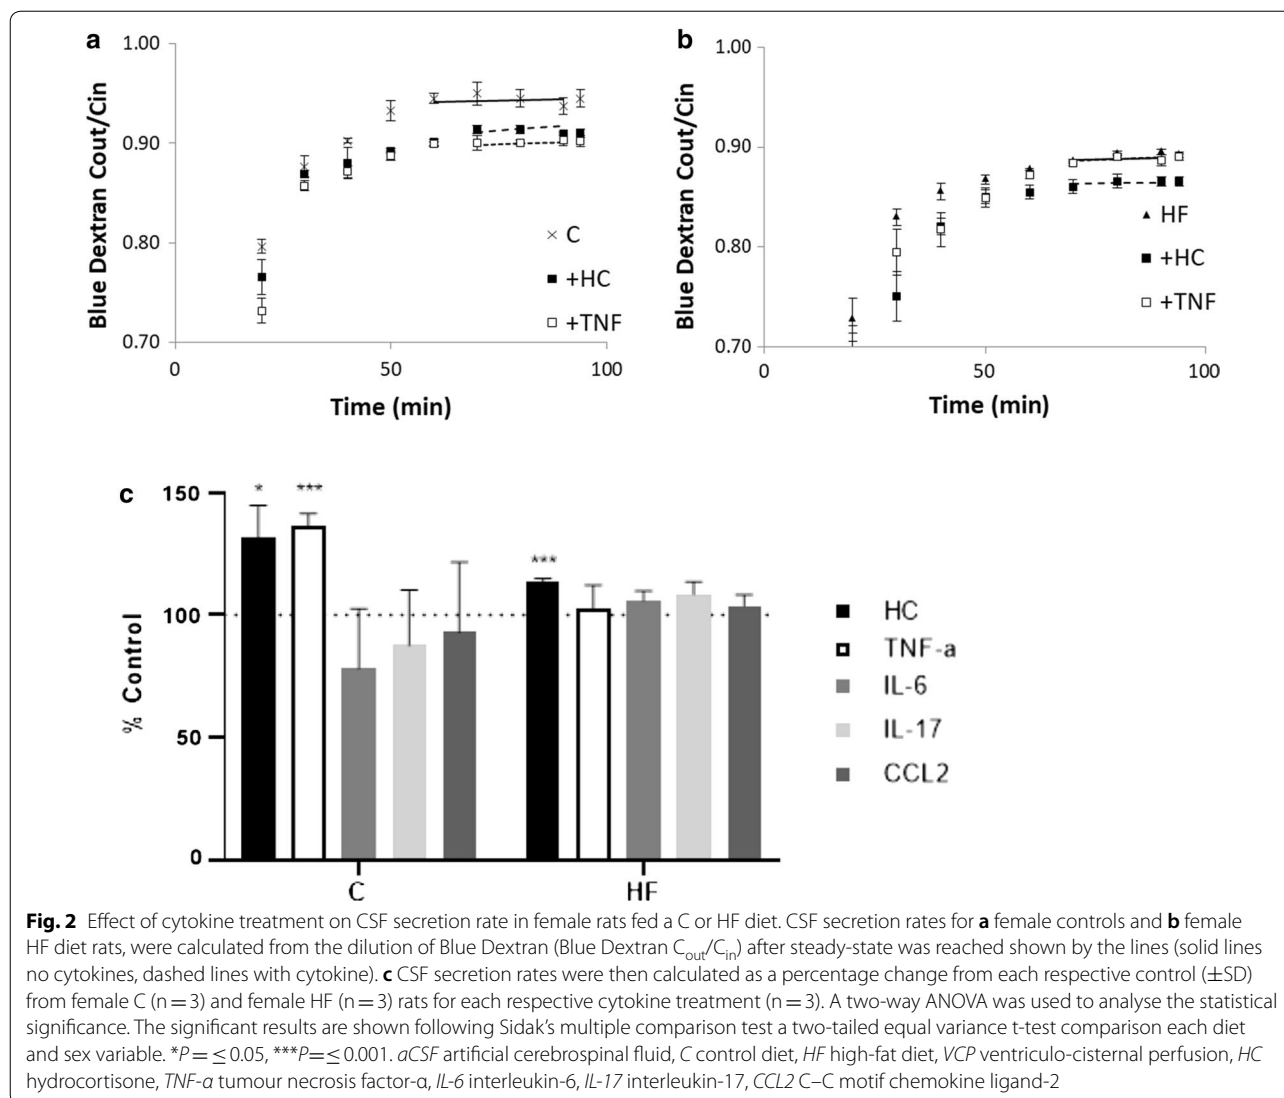 a
1.00
Blue Dextran Cout/Cin
0.90
0.80
0.70
C
+HC
+TNF
0
50
100
Time (min)
b
1.00
Blue Dextran Cout/Cin
0.90
0.80
0.70
HF
+HC
+TNF
0
50
100
Time (min)
c
150
*
***
***
100
% Control
50
0
C
HF
HC
TNF-a
IL-6
IL-17
CCL2
Fig. 2 Effect of cytokine treatment on CSF secretion rate in female rats fed a C or HF diet. CSF secretion rates for a female controls and b female
HF diet rats, were calculated from the dilution of Blue Dextran (Blue Dextran Cout/Cin) after steady-state was reached shown by the lines (solid lines
no cytokines, dashed lines with cytokine). c CSF secretion rates were then calculated as a percentage change from each respective control (±SD)
from female C (n = 3) and female HF (n = 3) rats for each respective cytokine treatment (n = 3). A two-way ANOVA was used to analyse the statistical
significance. The significant results are shown following Sidak's multiple comparison test a two-tailed equal variance t-test comparison each diet
and sex variable. *P = ≤ 0.05, ***P= ≤ 0.001. aCSF artificial cerebrospinal fluid, C control diet, HF high-fat diet, VCP ventriculo-cisternal perfusion, HC
hydrocortisone, TNF-α tumour necrosis factor-α, IL-6 interleukin-6, IL-17 interleukin-17, CCL2 C–C motif chemokine ligand-2